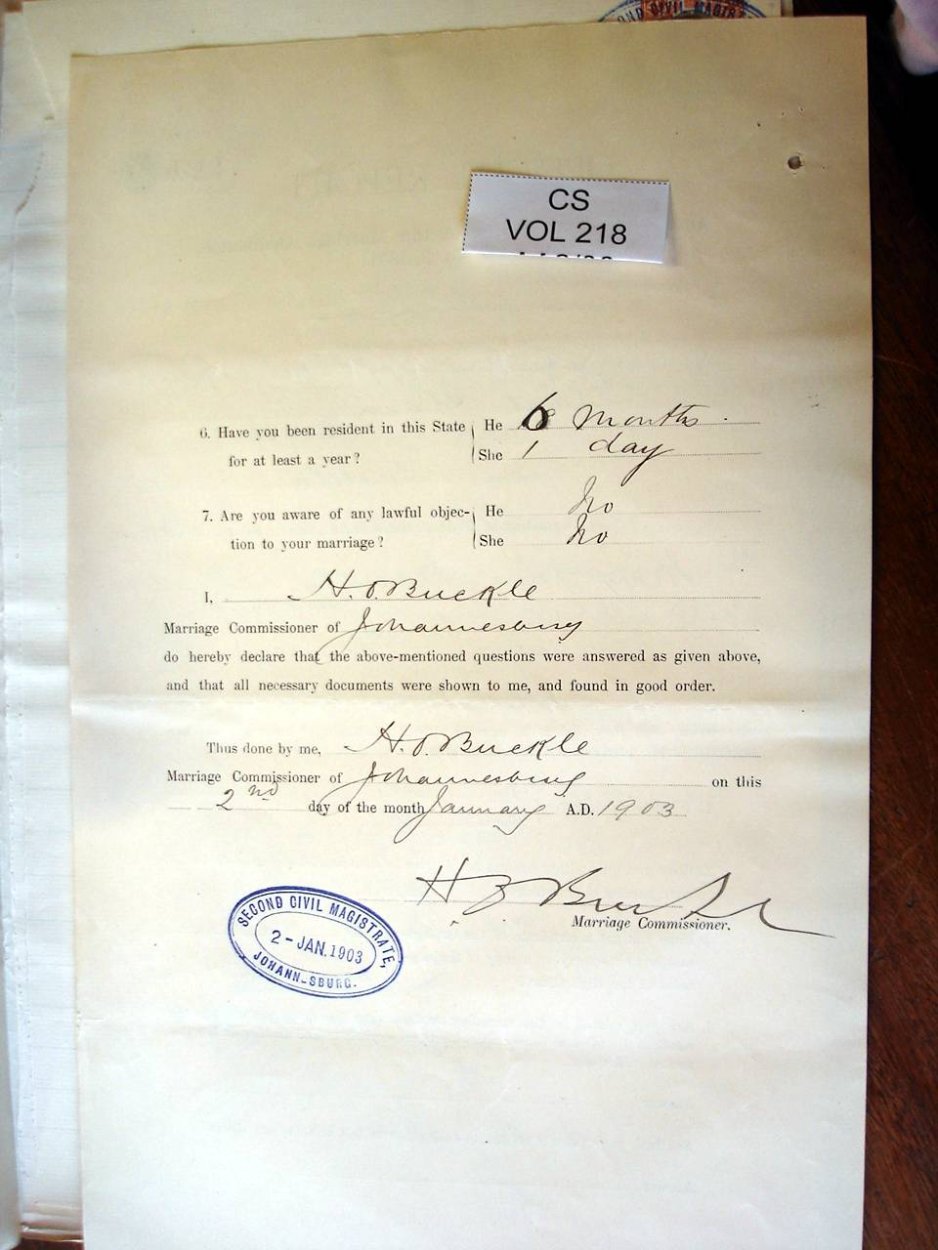 OND CIVIL MAGISTR
CS
VOL 218
6. Have you been resident in this State He 6 months
for at least a year? She 1 day
7. Are you aware of any lawful objec- He No
tion to your marriage? She No
I, H.O. Buckle
Marriage Commissioner of Johannesburg
do hereby declare that the above-mentioned questions were answered as given above,
and that all necessary documents were shown to me, and found in good order.
Thus done by me, H.O. Buckle
Marriage Commissioner of Johannesburg on this
2nd day of the month January A.D. 1903
H O Buckle
Marriage Commissioner.
SECOND CIVIL MAGISTRATE,
2-JAN.1903
JOHANN_SBURG.